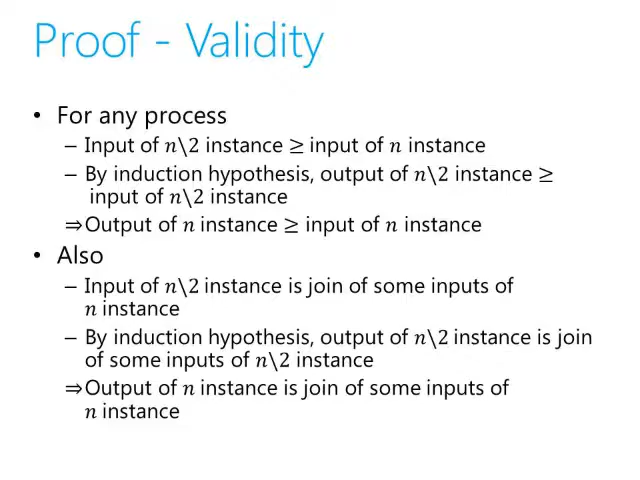 Proof - Validity
• For any process
– Input of n\2 instance ≥ input of n instance
– By induction hypothesis, output of n\2 instance ≥
input of n\2 instance
⇒Output of n instance ≥ input of n instance
• Also
– Input of n\2 instance is join of some inputs of
n instance
– By induction hypothesis, output of n\2 instance is join
of some inputs of n\2 instance
⇒Output of n instance is join of some inputs of
n instance